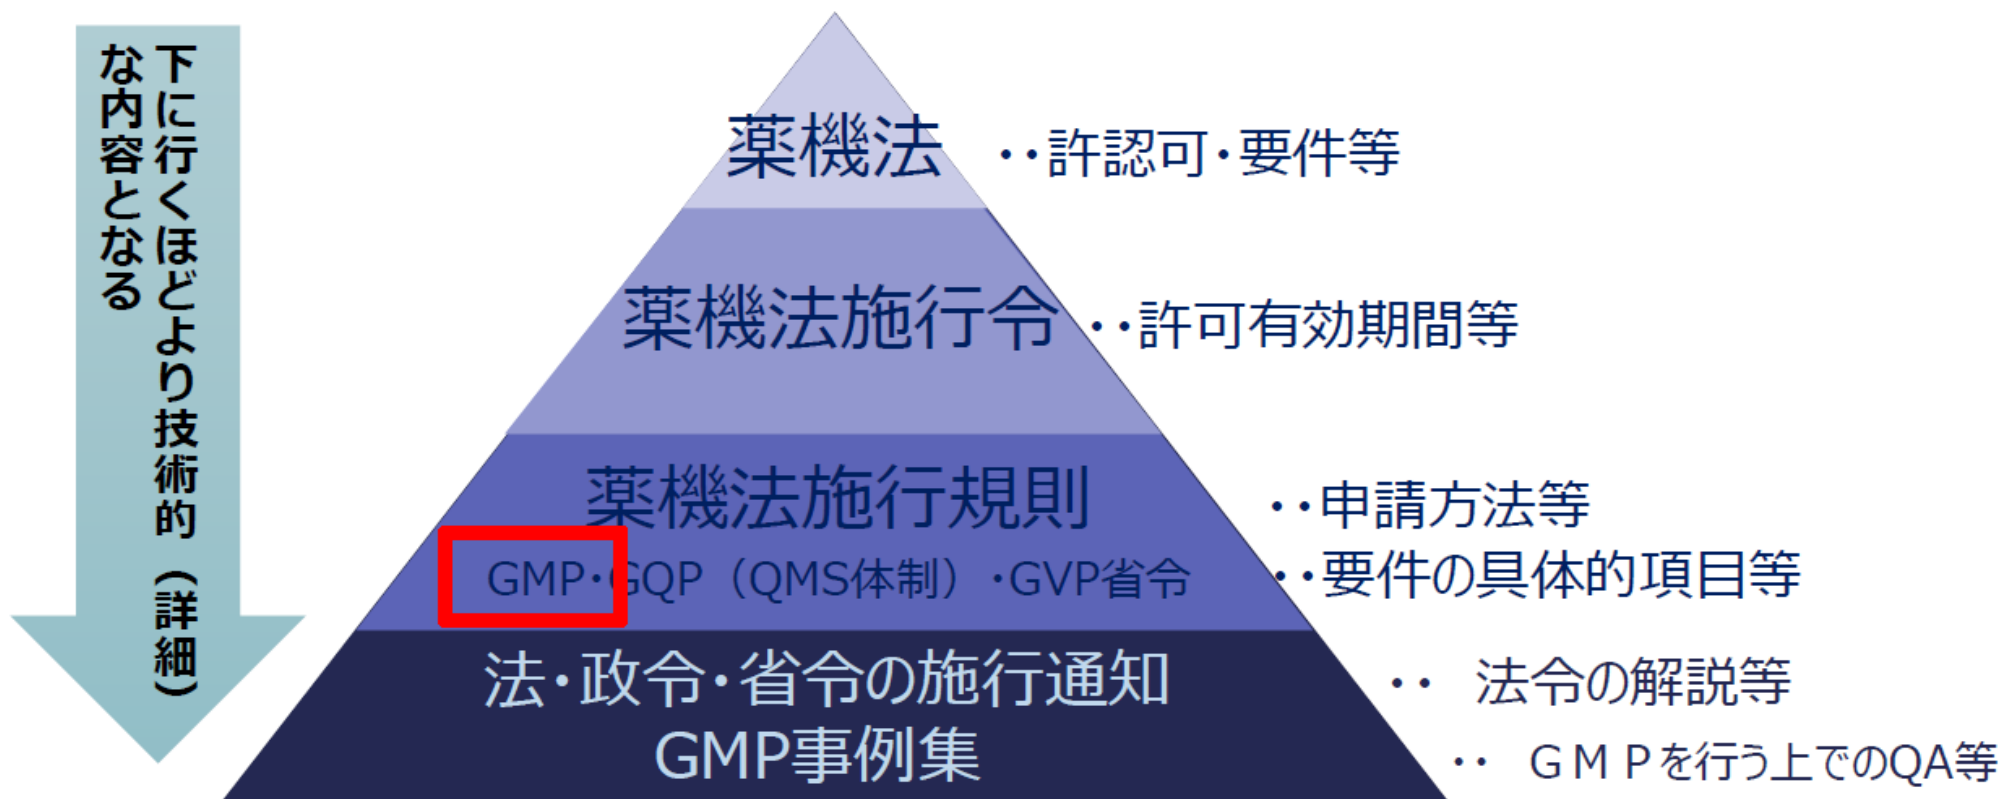 下に行くほどより技術的（詳細）
な内容となる
薬機法 ‥許認可・要件等
薬機法施行令 ‥許可有効期間等
薬機法施行規則 ‥申請方法等
GMP・GQP（QMS体制）・GVP省令 ‥要件の具体的項目等
法・政令・省令の施行通知 ‥ 法令の解説等
GMP事例集 ‥ ＧＭＰを行う上でのQA等